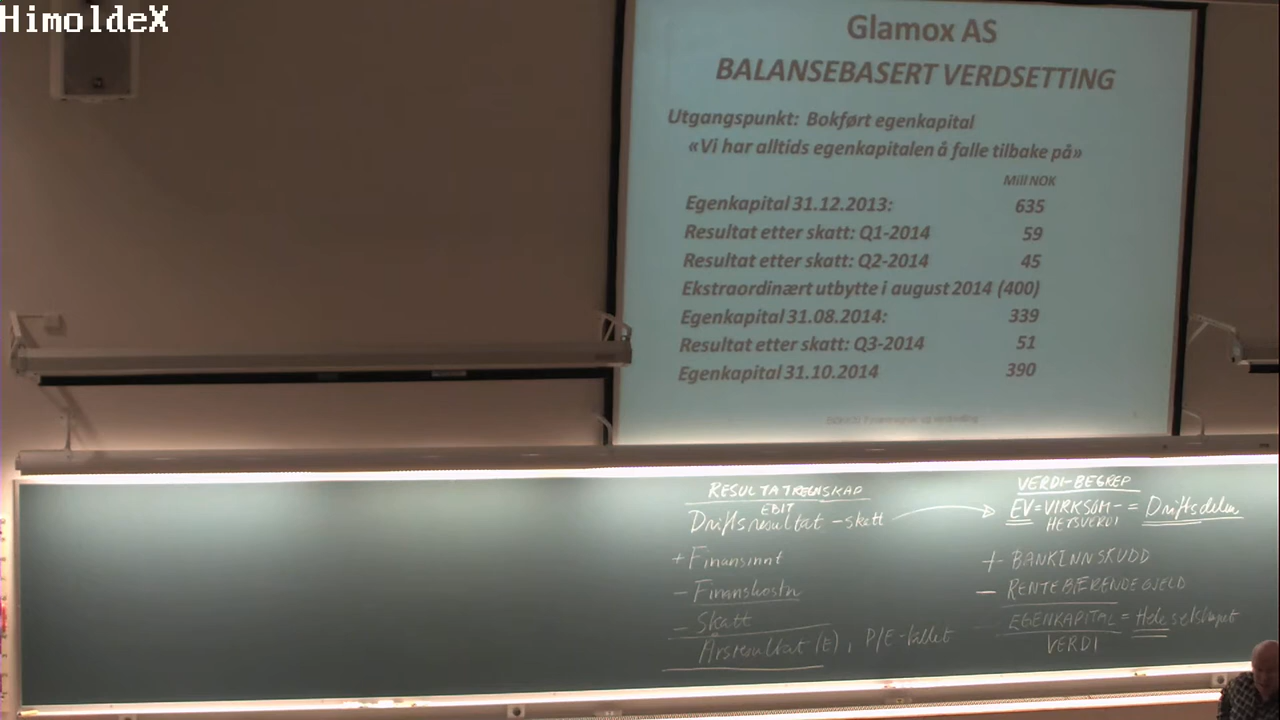 HimoldeX
Glamox AS
BALANSEBASERT VERDSETTING
Utgangspunkt: Bokført egenkapital
«Vi har alltids egenkapitalen å falle tilbake på»
Mill NOK
Egenkapital 31.12.2013: 635
Resultat etter skatt: Q1-2014 59
Resultat etter skatt: Q2-2014 45
Ekstraordinært utbytte i august 2014 (400)
Egenkapital 31.08.2014: 339
Resultat etter skatt: Q3-2014 51
Egenkapital 31.10.2014 390
RESULTATREGNSKAP
EBIT
Driftsresultat - skatt
+ Finansinnt
- Finanskostn
- Skatt
Årsresultat (E), P/E-tallet
VERDI-BEGREP
EV = VIRKSOM- = Driftsdelen
HETSVERDI
+ BANKINNSKUDD
- RENTEBÆRENDE GJELD
EGENKAPITAL = Hele selskapet
VERDI